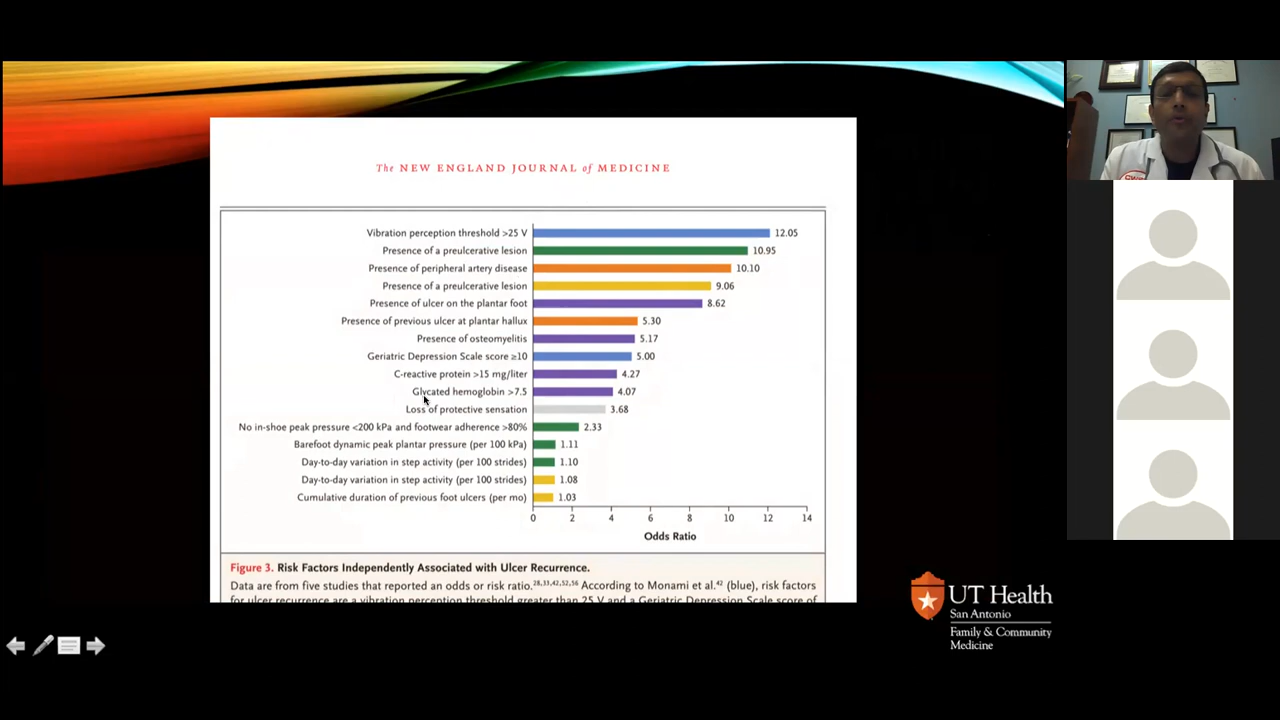 The NEW ENGLAND JOURNAL of MEDICINE
Vibration perception threshold >25 V 12.05
Presence of a preulcerative lesion 10.95
Presence of peripheral artery disease 10.10
Presence of a preulcerative lesion 9.06
Presence of ulcer on the plantar foot 8.62
Presence of previous ulcer at plantar hallux 5.30
Presence of osteomyelitis 5.17
Geriatric Depression Scale score ≥10 5.00
C-reactive protein >15 mg/liter 4.27
Glycated hemoglobin >7.5 4.07
Loss of protective sensation 3.68
No in-shoe peak pressure <200 kPa and footwear adherence >80% 2.33
Barefoot dynamic peak plantar pressure (per 100 kPa) 1.11
Day-to-day variation in step activity (per 100 strides) 1.10
Day-to-day variation in step activity (per 100 strides) 1.08
Cumulative duration of previous foot ulcers (per mo) 1.03
0 2 4 6 8 10 12 14
Odds Ratio
Figure 3. Risk Factors Independently Associated with Ulcer Recurrence.
Data are from five studies that reported an odds or risk ratio.28,33,42,52,56 According to Monami et al.42 (blue), risk factors
for ulcer recurrence are a vibration perception threshold greater than 25 V and a Geriatric Depression Scale score of
UT Health
San Antonio
Family & Community
Medicine